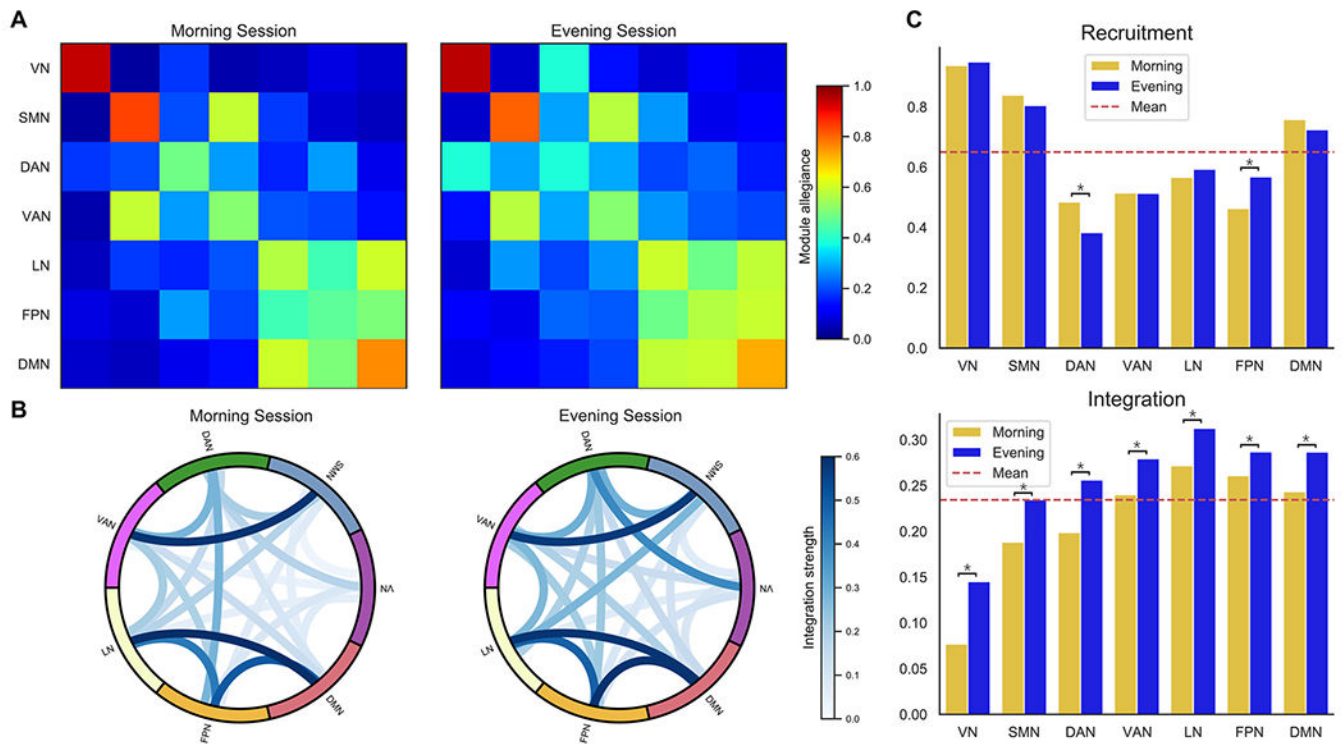 A
Morning Session
Evening Session
VN
SMN
DAN
VAN
LN
FPN
DMN
1.0
0.8
0.6
0.4
0.2
0.0
Module allegiance
B
Morning Session
Evening Session
DAN
SMN
VAN
VN
LN
DMN
FPN
DAN
SMN
VAN
VN
LN
DMN
FPN
0.6
0.5
0.4
0.3
0.2
0.1
0.0
Integration strength
C
Recruitment
Morning
Evening
Mean
0.8
0.6
0.4
0.2
0.0
* *
VN SMN DAN VAN LN FPN DMN
Integration
Morning
Evening
Mean
0.30
0.25
0.20
0.15
0.10
0.05
0.00
* * * * * * *
VN SMN DAN VAN LN FPN DMN